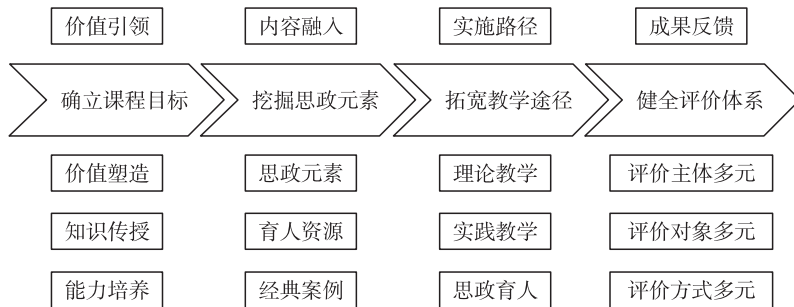 价值引领 内容融入 实施路径 成果反馈
确立课程目标 挖掘思政元素 拓宽教学途径 健全评价体系
价值塑造 思政元素 理论教学 评价主体多元
知识传授 育人资源 实践教学 评价对象多元
能力培养 经典案例 思政育人 评价方式多元